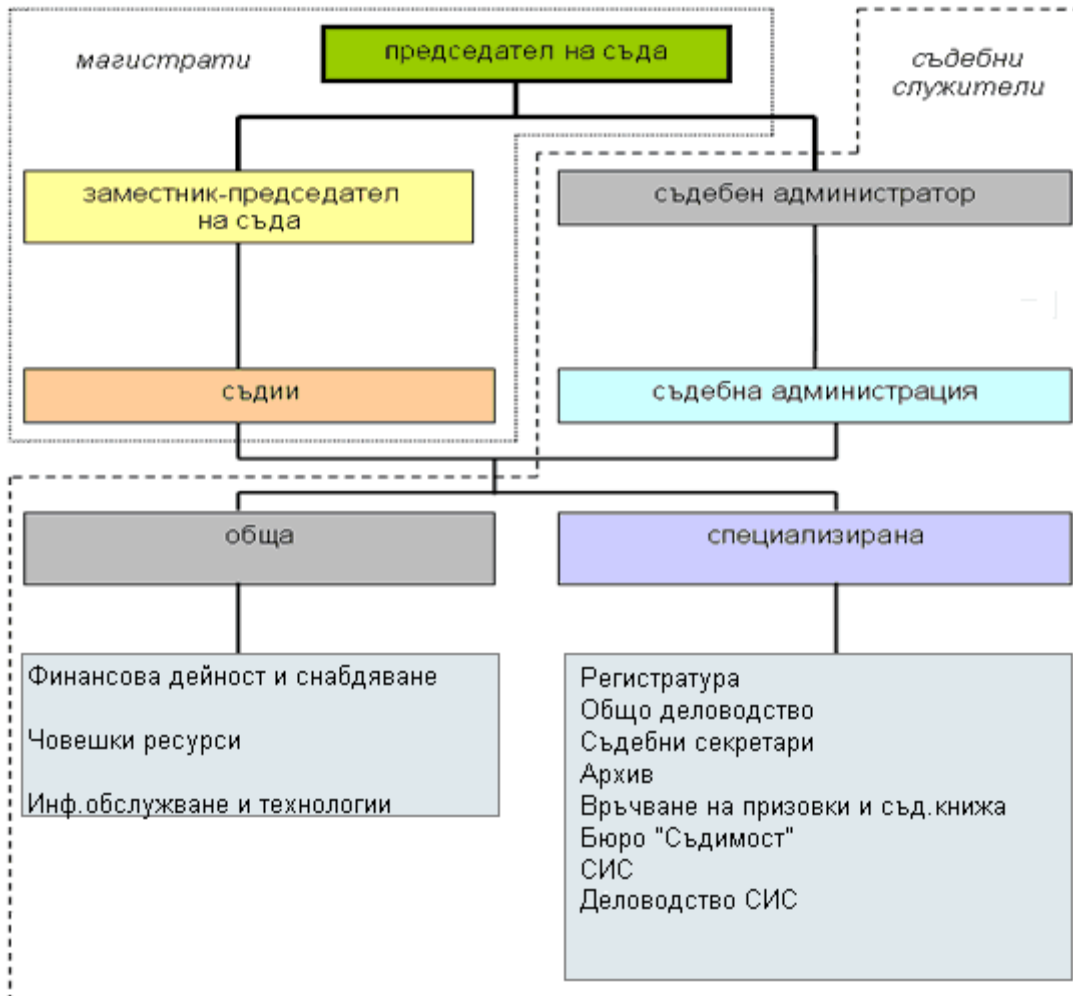 магистрати
председател на съда
съдебни
служители
заместник-председател
на съда
съдебен администратор
съдии
съдебна администрация
обща
специализирана
Финансова дейност и снабдяване
Човешки ресурси
Инф.обслужване и технологии
Регистратура
Общо деловодство
Съдебни секретари
Архив
Връчване на призовки и съд.книжа
Бюро "Съдимост"
СИС
Деловодство СИС